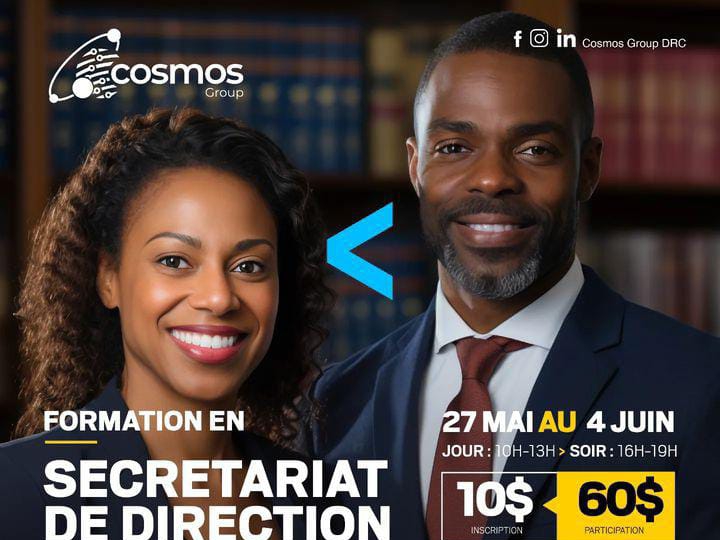 cosmos
Group
f in Cosmos Group DRC
<
FORMATION EN
SECRETARIAT
DE DIRECTION
27 MAI AU 4 JUIN
JOUR : 10H-13H > SOIR : 16H-19H
10$ 60$
INSCRIPTION PARTICIPATION